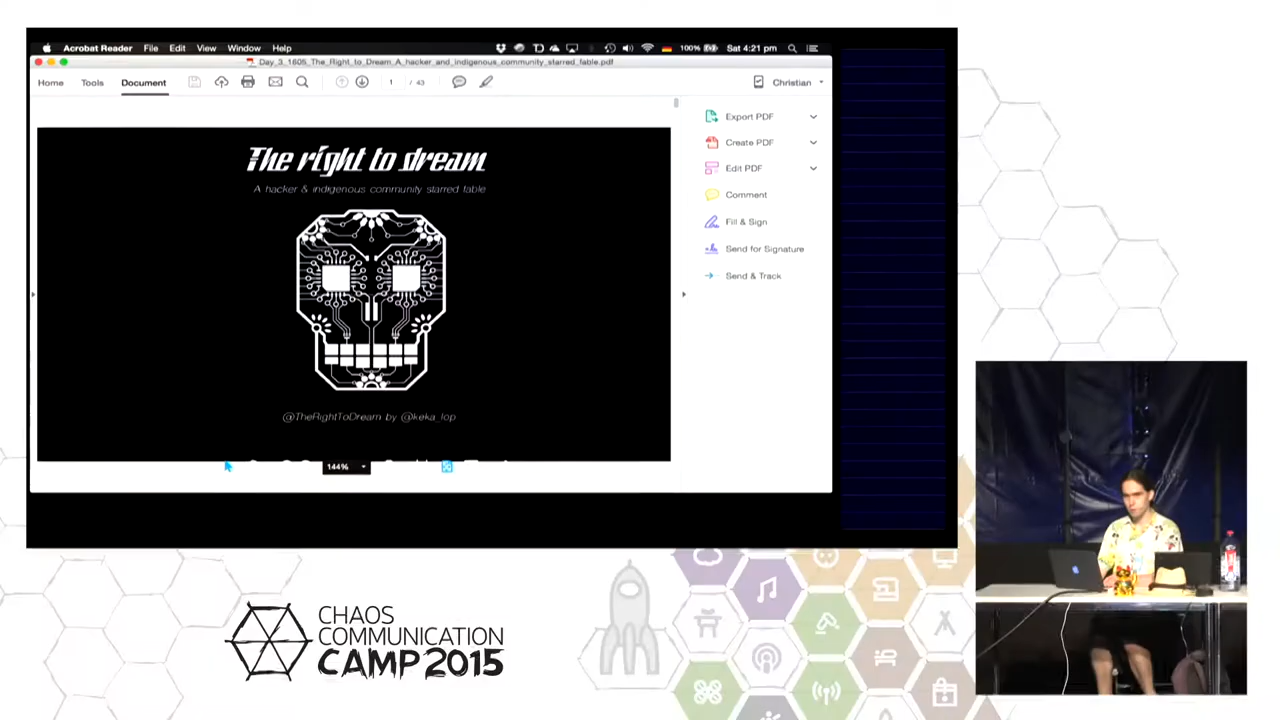 Acrobat Reader File Edit View Window Help 100% Sat 4:21 pm
Day_3_1605_The_Right_to_Dream_A_hacker_and_indigenous_community_starred_fable.pdf
Home Tools Document 1 / 43 Christian
Export PDF
Create PDF
Edit PDF
Comment
Fill & Sign
Send for Signature
Send & Track
The right to dream
A hacker & indigenous community starred fable
@TheRightToDream by @keka_lop
144%
CHAOS
COMMUNICATION
CAMP 2015